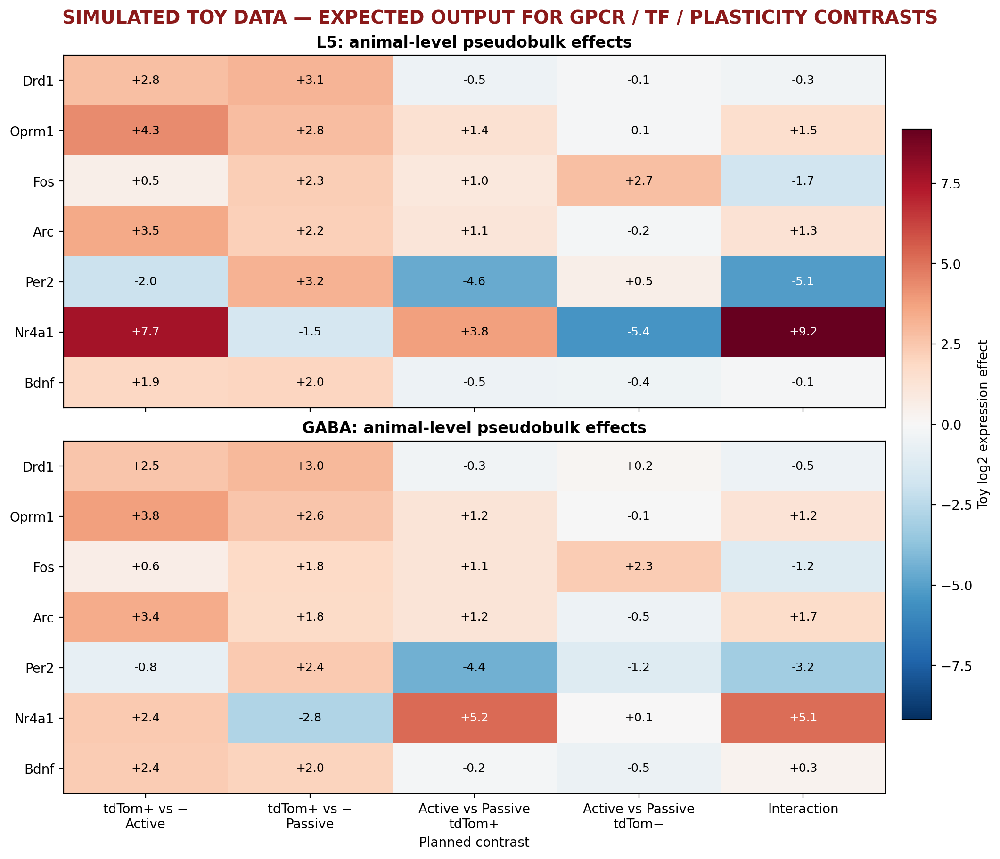 SIMULATED TOY DATA — EXPECTED OUTPUT FOR GPCR / TF / PLASTICITY CONTRASTS
L5: animal-level pseudobulk effects
Drd1 +2.8 +3.1 -0.5 -0.1 -0.3
Oprm1 +4.3 +2.8 +1.4 -0.1 +1.5
Fos +0.5 +2.3 +1.0 +2.7 -1.7
Arc +3.5 +2.2 +1.1 -0.2 +1.3
Per2 -2.0 +3.2 -4.6 +0.5 -5.1
Nr4a1 +7.7 -1.5 +3.8 -5.4 +9.2
Bdnf +1.9 +2.0 -0.5 -0.4 -0.1
GABA: animal-level pseudobulk effects
Drd1 +2.5 +3.0 -0.3 +0.2 -0.5
Oprm1 +3.8 +2.6 +1.2 -0.1 +1.2
Fos +0.6 +1.8 +1.1 +2.3 -1.2
Arc +3.4 +1.8 +1.2 -0.5 +1.7
Per2 -0.8 +2.4 -4.4 -1.2 -3.2
Nr4a1 +2.4 -2.8 +5.2 +0.1 +5.1
Bdnf +2.4 +2.0 -0.2 -0.5 +0.3
tdTom+ vs − tdTom+ vs − Active vs Passive Active vs Passive Interaction
Active Passive tdTom+ tdTom−
Planned contrast
7.5
5.0
2.5
0.0
−2.5
−5.0
−7.5
Toy log2 expression effect